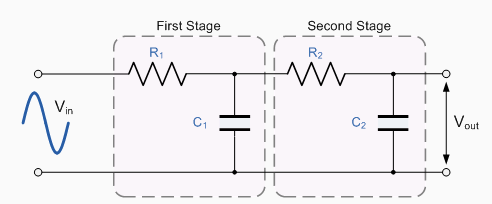 First Stage
Second Stage
R₁
R₂
Vin
C₁
C₂
Vout